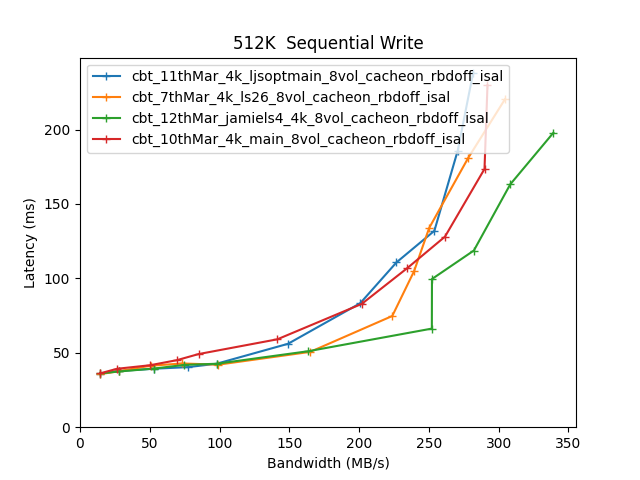 512K  Sequential Write
cbt_11thMar_4k_ljsoptmain_8vol_cacheon_rbdoff_isal
cbt_7thMar_4k_ls26_8vol_cacheon_rbdoff_isal
cbt_12thMar_jamiels4_4k_8vol_cacheon_rbdoff_isal
cbt_10thMar_4k_main_8vol_cacheon_rbdoff_isal
200
150
100
50
0
Latency (ms)
0 50 100 150 200 250 300 350
Bandwidth (MB/s)